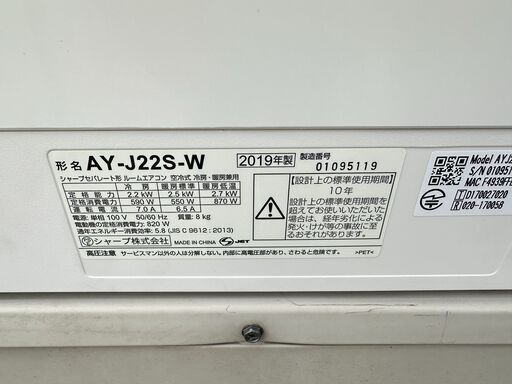 形名 AY-J22S-W 2019年製 製造番号 01095119
シャープセパレート形 ルームエアコン 空冷式 冷房・暖房兼用
冷房 暖房標準 暖房低温
定格能力 2.2kW 2.5kW 2.7kW
定格消費電力 590 W 550 W 870 W
運転電流 7.0 A 6.5 A
電源: 単相 100 V 50/60 Hz 質量: 8 kg
電動機の定格消費電力: 820 W
通年エネルギー消費効率: 5.8 (JIS C 9612 : 2013)
シャープ株式会社 MADE IN CHINA JET
高圧注意 サービスマン以外の人は分解しないで。内部に高電圧部があり、さわると危険です。
【設計上の標準使用期間】
10年
設計上の標準使用期間を
超えてお使いいただいた
場合は、経年劣化による
発火・けが等の事故に至
るおそれがあります。
>PET<
Model AYJ2
S/N 010951
MAC F4939FF
D170027020
R 020-170058